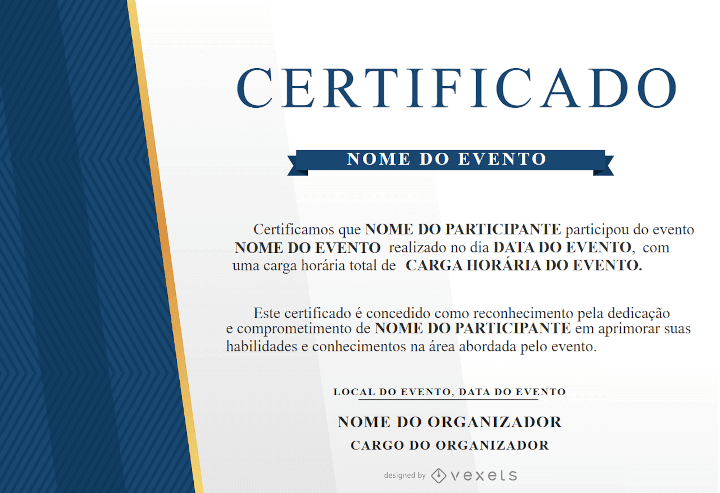 CERTIFICADO
NOME DO EVENTO
Certificamos que NOME DO PARTICIPANTE participou do evento
NOME DO EVENTO realizado no dia DATA DO EVENTO, com
uma carga horária total de CARGA HORÁRIA DO EVENTO.
Este certificado é concedido como reconhecimento pela dedicação
e comprometimento de NOME DO PARTICIPANTE em aprimorar suas
habilidades e conhecimentos na área abordada pelo evento.
LOCAL DO EVENTO, DATA DO EVENTO
NOME DO ORGANIZADOR
CARGO DO ORGANIZADOR
designed by vexels